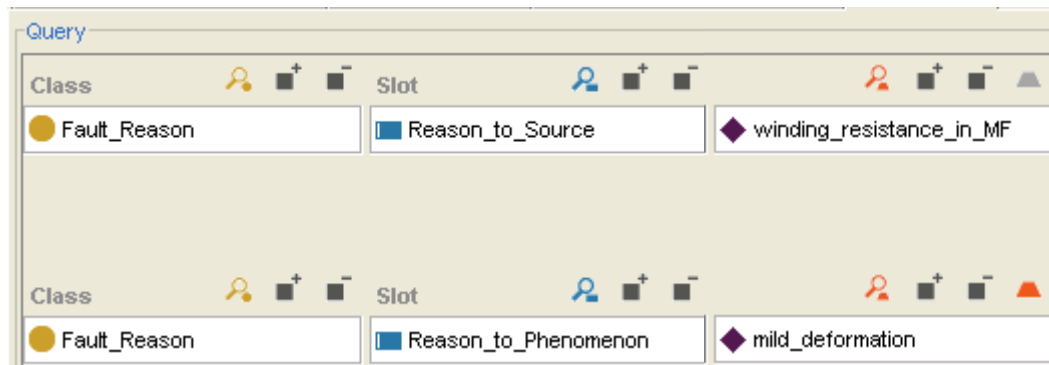 Query
Class Slot
Fault_Reason Reason_to_Source winding_resistance_in_MF
Class Slot
Fault_Reason Reason_to_Phenomenon mild_deformation